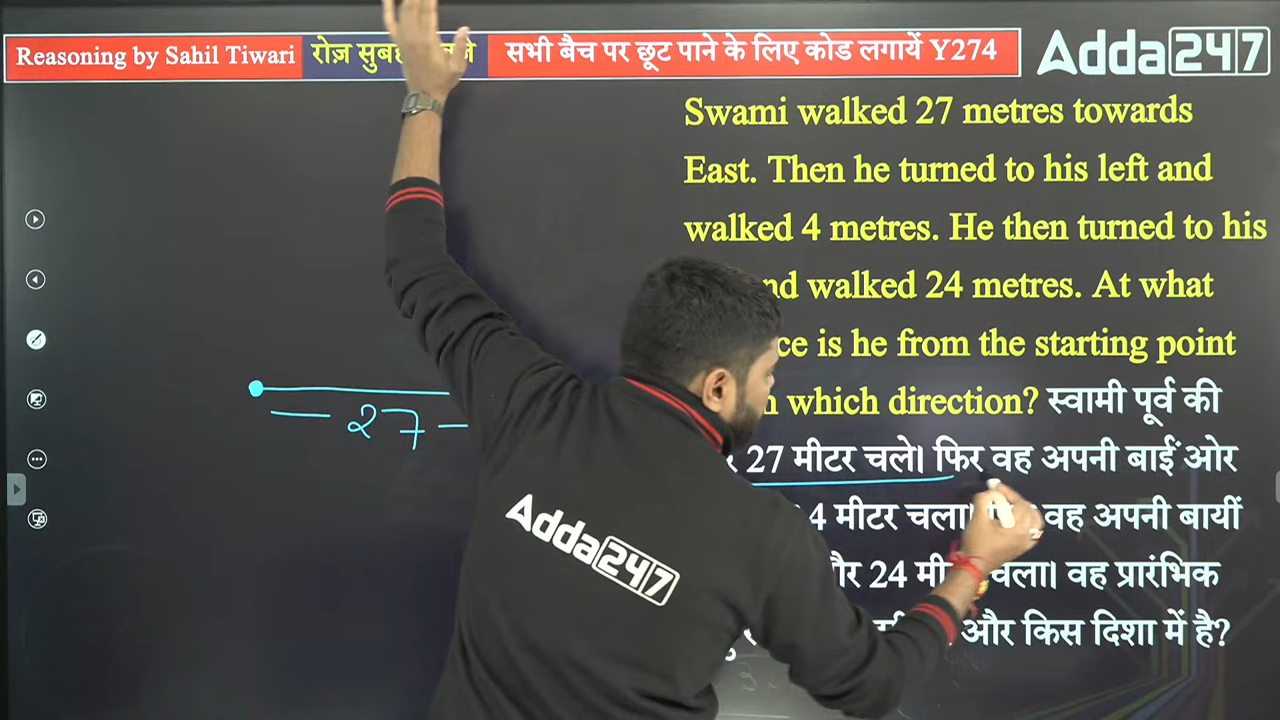 Reasoning by Sahil Tiwari
रोज़ सुबह
सभी बैच पर छूट पाने के लिए कोड लगायें Y274
Adda247
Swami walked 27 metres towards
East. Then he turned to his left and
walked 4 metres. He then turned to his
walked 24 metres. At what
is he from the starting point
which direction? स्वामी पूर्व की
27 मीटर चले। फिर वह अपनी बाईं ओर
4 मीटर चला। वह अपनी बायीं
24 चला। वह प्रारंभिक
और किस दिशा में है?
27
Adda247